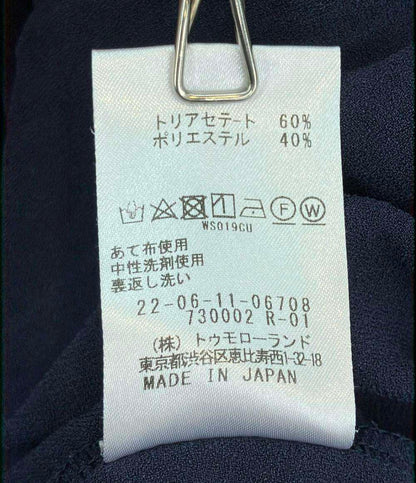 トリアセテート 60%
ポリエステル 40%
F W
WS019CU
あて布使用
中性洗剤使用
裏返し洗い
22-06-11-06708
730002 R-01
(株) トゥモローランド
東京都渋谷区恵比寿西1-32-18
MADE IN JAPAN